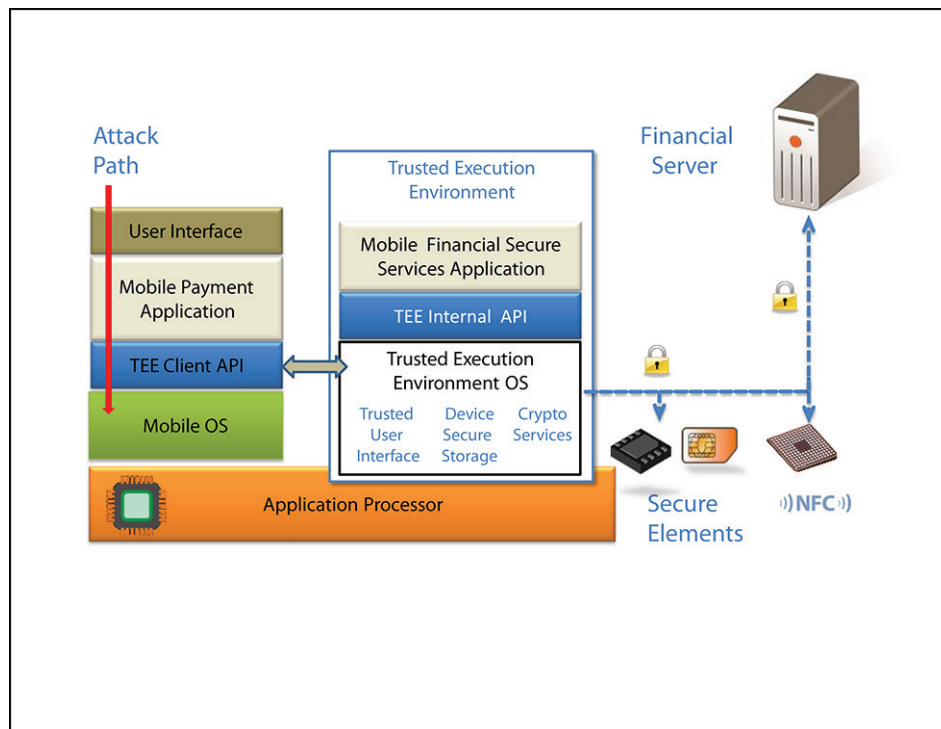 Attack
Path
User Interface
Mobile Payment
Application
TEE Client API
Mobile OS
Trusted Execution
Environment
Mobile Financial Secure
Services Application
TEE Internal API
Trusted Execution
Environment OS
Trusted
User
Interface
Device
Secure
Storage
Crypto
Services
Application Processor
Financial
Server
Secure
Elements
NFC